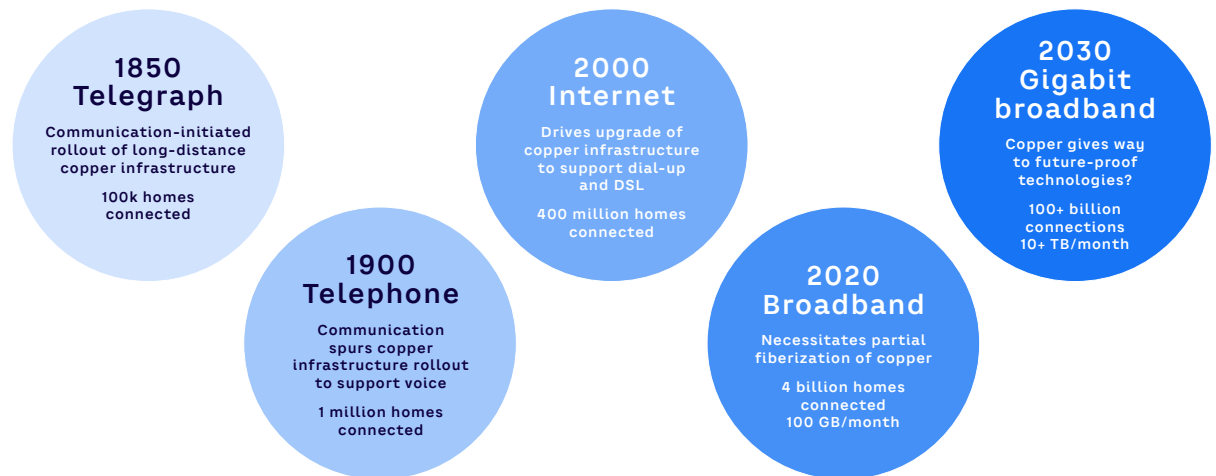 1850
Telegraph
Communication-initiated
rollout of long-distance
copper infrastructure
100k homes
connected
1900
Telephone
Communication
spurs copper
infrastructure rollout
to support voice
1 million homes
connected
2000
Internet
Drives upgrade of
copper infrastructure
to support dial-up
and DSL
400 million homes
connected
2020
Broadband
Necessitates partial
fiberization of copper
4 billion homes
connected
100 GB/month
2030
Gigabit
broadband
Copper gives way
to future-proof
technologies?
100+ billion
connections
10+ TB/month